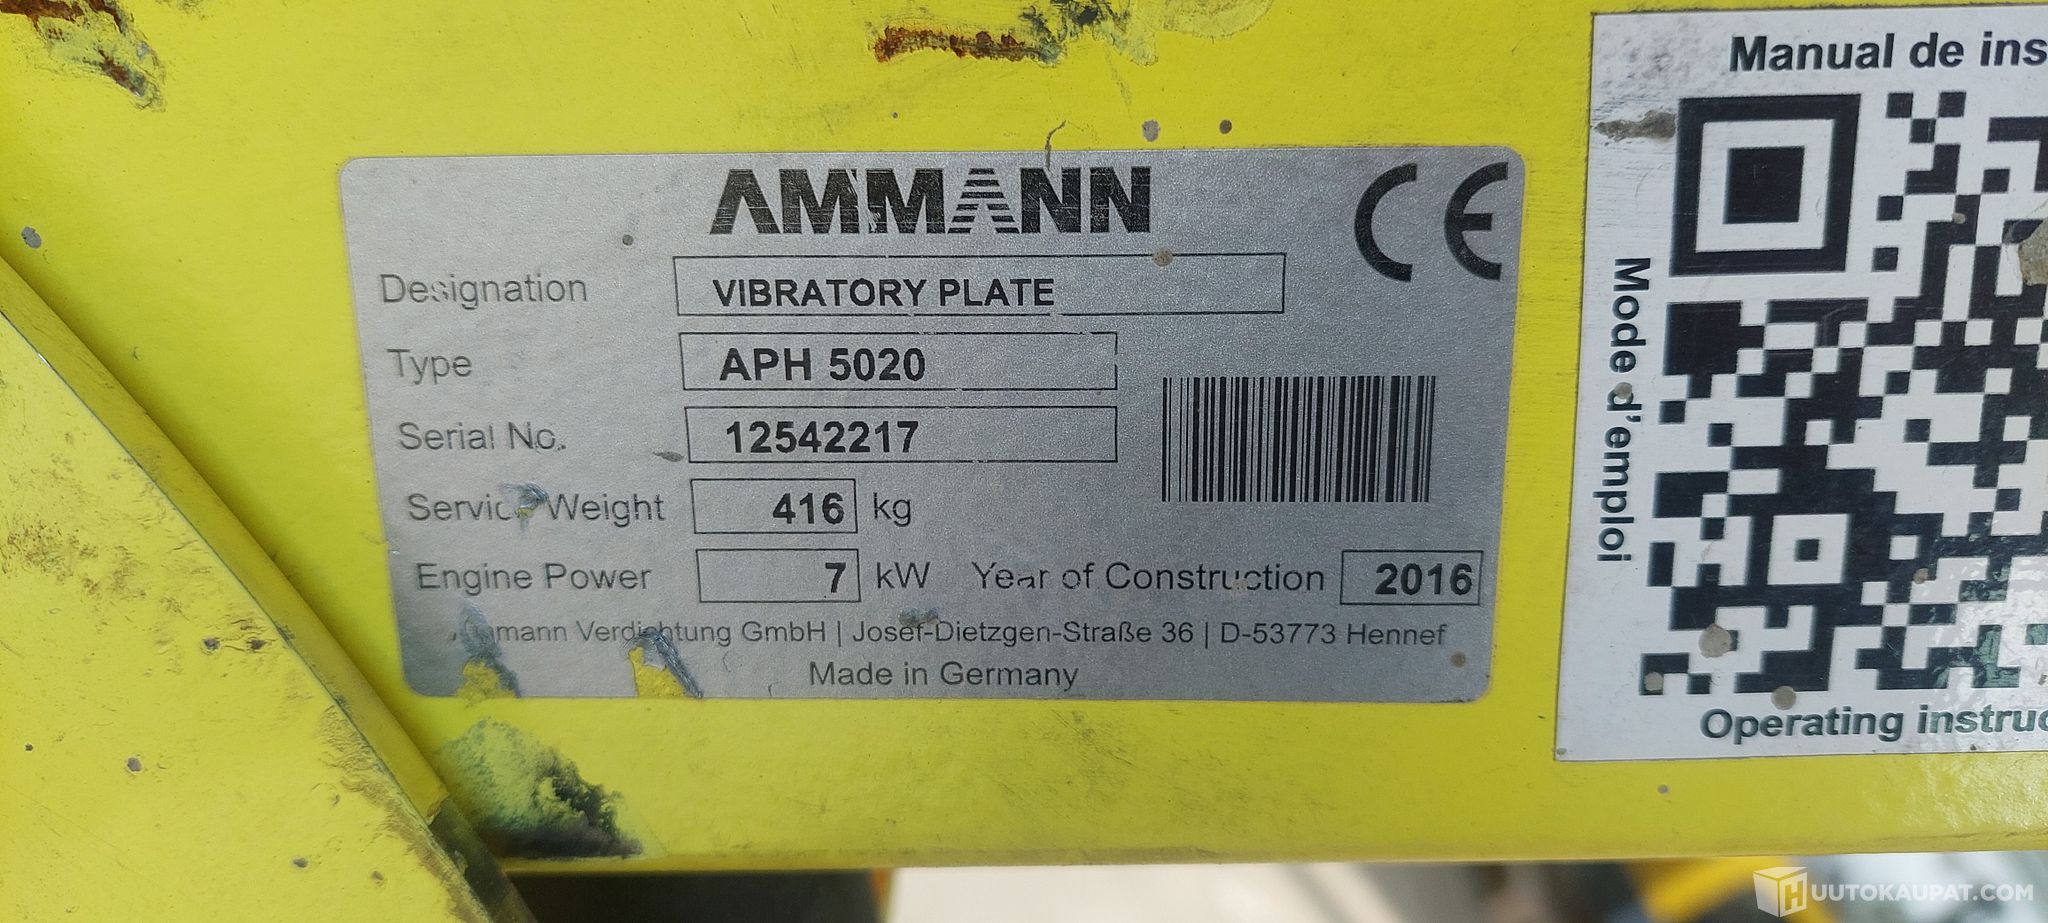 AMMANN
CE
Designation VIBRATORY PLATE
Type APH 5020
Serial No. 12542217
Service Weight 416 kg
Engine Power 7 kW Year of Construction 2016
Ammann Verdichtung GmbH | Josef-Dietzgen-Straße 36 | D-53773 Hennef
Made in Germany
Manual de ins
Mode d'emploi
Operating instruc
HUUTOKAUPAT.COM